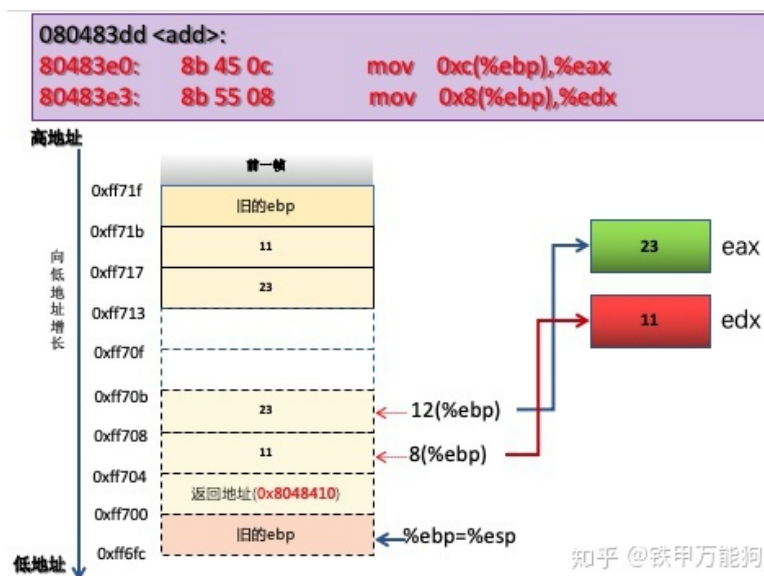 080483dd <add>:
80483e0: 8b 45 0c mov 0xc(%ebp),%eax
80483e3: 8b 55 08 mov 0x8(%ebp),%edx
高地址
前一帧
0xff71f
旧的ebp
0xff71b
11
0xff717
23
0xff713
0xff70f
0xff70b
23
0xff708
11
0xff704
返回地址(0x8048410)
0xff700
旧的ebp
0xff6fc
向低地址增长
低地址
12(%ebp)
8(%ebp)
%ebp=%esp
23
eax
11
edx
知乎 @铁甲万能狗